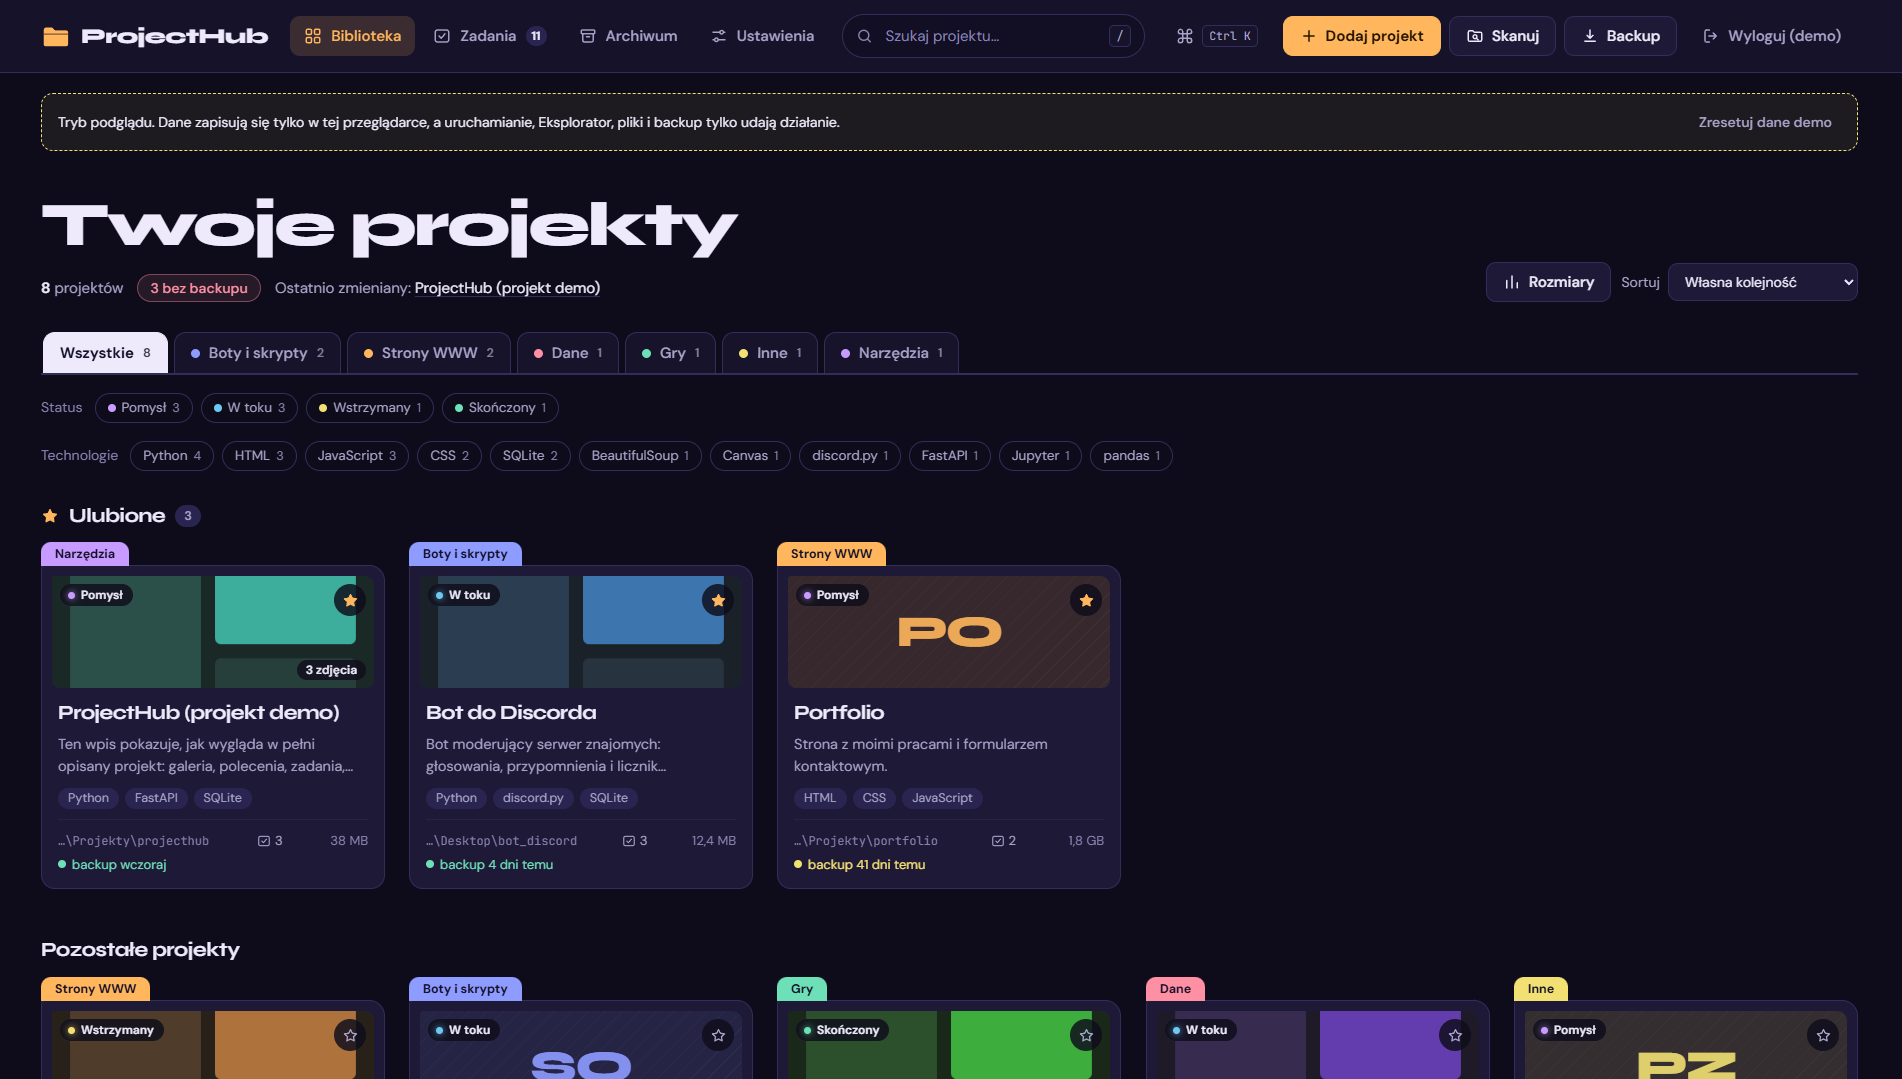 ProjectHub
Biblioteka
Zadania 11
Archiwum
Ustawienia
Szukaj projektu... /
Ctrl K
+ Dodaj projekt
Skanuj
Backup
Wyloguj (demo)
Tryb podglądu. Dane zapisują się tylko w tej przeglądarce, a uruchamianie, Eksplorator, pliki i backup tylko udają działanie.
Zresetuj dane demo
Twoje projekty
8 projektów
3 bez backupu
Ostatnio zmieniany: ProjectHub (projekt demo)
Rozmiary
Sortuj
Własna kolejność
Wszystkie 8
Boty i skrypty 2
Strony WWW 2
Dane 1
Gry 1
Inne 1
Narzędzia 1
Status
Pomysł 3
W toku 3
Wstrzymany 1
Skończony 1
Technologie
Python 4
HTML 3
JavaScript 3
CSS 2
SQLite 2
BeautifulSoup 1
Canvas 1
discord.py 1
FastAPI 1
Jupyter 1
pandas 1
Ulubione 3
Narzędzia
Pomysł
3 zdjęcia
ProjectHub (projekt demo)
Ten wpis pokazuje, jak wygląda w pełni
opisany projekt: galeria, polecenia, zadania,...
Python FastAPI SQLite
…\Projekty\projecthub 3 38 MB
backup wczoraj
Boty i skrypty
W toku
Bot do Discorda
Bot moderujący serwer znajomych:
głosowania, przypomnienia i licznik...
Python discord.py SQLite
…\Desktop\bot_discord 3 12,4 MB
backup 4 dni temu
Strony WWW
Pomysł
PO
Portfolio
Strona z moimi pracami i formularzem
kontaktowym.
HTML CSS JavaScript
…\Projekty\portfolio 2 1,8 GB
backup 41 dni temu
Pozostałe projekty
Strony WWW
Wstrzymany
Boty i skrypty
W toku
SO
Gry
Skończony
Dane
W toku
Inne
Pomysł
PZ